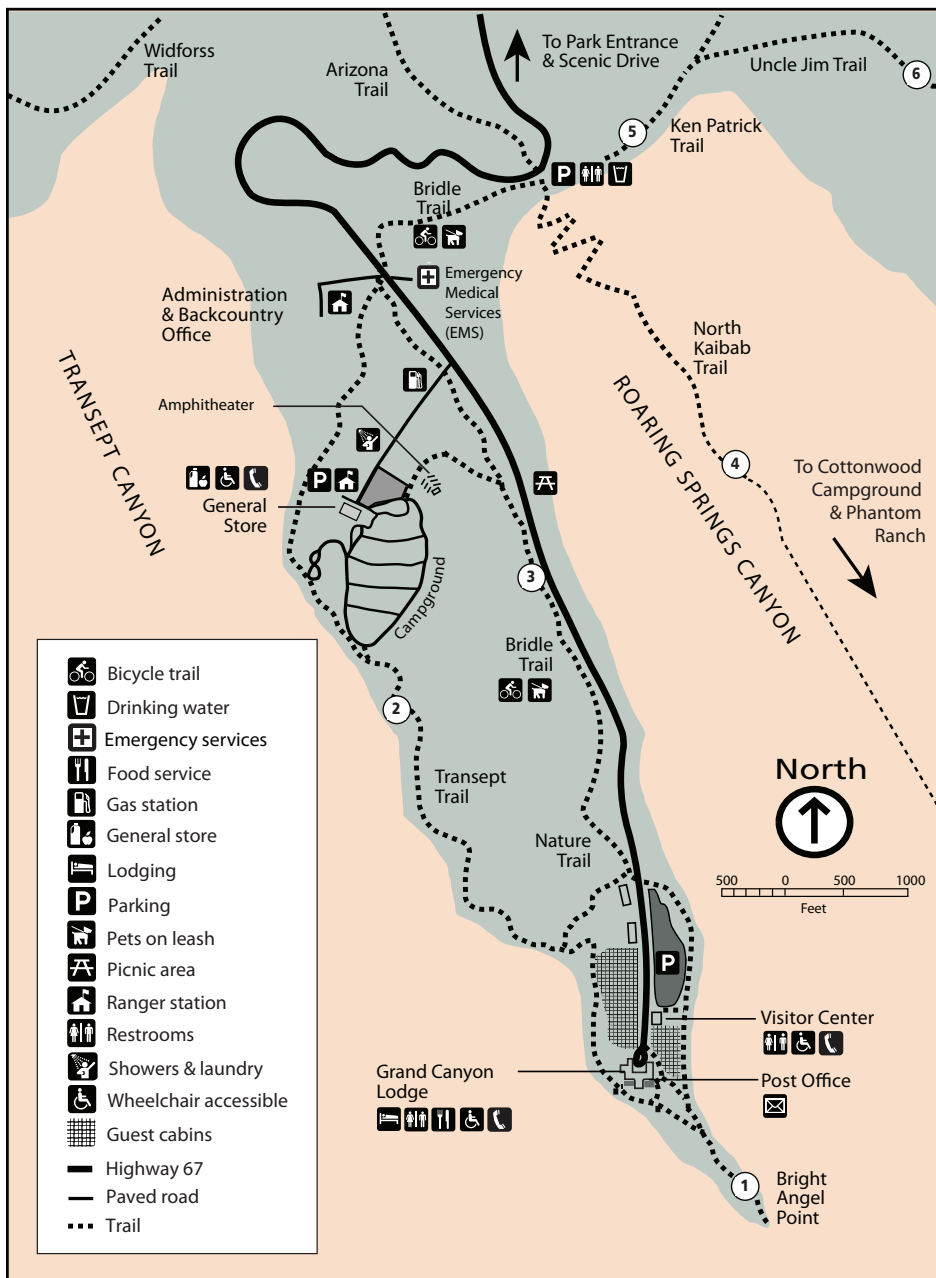 Widforss
Trail
Arizona
Trail
To Park Entrance
& Scenic Drive
Uncle Jim Trail
6
5
Ken Patrick
Trail
P
Bridle
Trail
Emergency
Medical
Services
(EMS)
Administration
& Backcountry
Office
North
Kaibab
Trail
TRANSEPT CANYON
ROARING SPRINGS CANYON
Amphitheater
4
To Cottonwood
Campground
& Phantom
Ranch
P
General
Store
3
Campground
Bridle
Trail
2
Transept
Trail
Nature
Trail
North
500
0
500
1000
Feet
P
Visitor Center
Grand Canyon
Lodge
Post Office
1
Bright
Angel
Point
Bicycle trail
Drinking water
Emergency services
Food service
Gas station
General store
Lodging
P Parking
Pets on leash
Picnic area
Ranger station
Restrooms
Showers & laundry
Wheelchair accessible
Guest cabins
Highway 67
Paved road
Trail